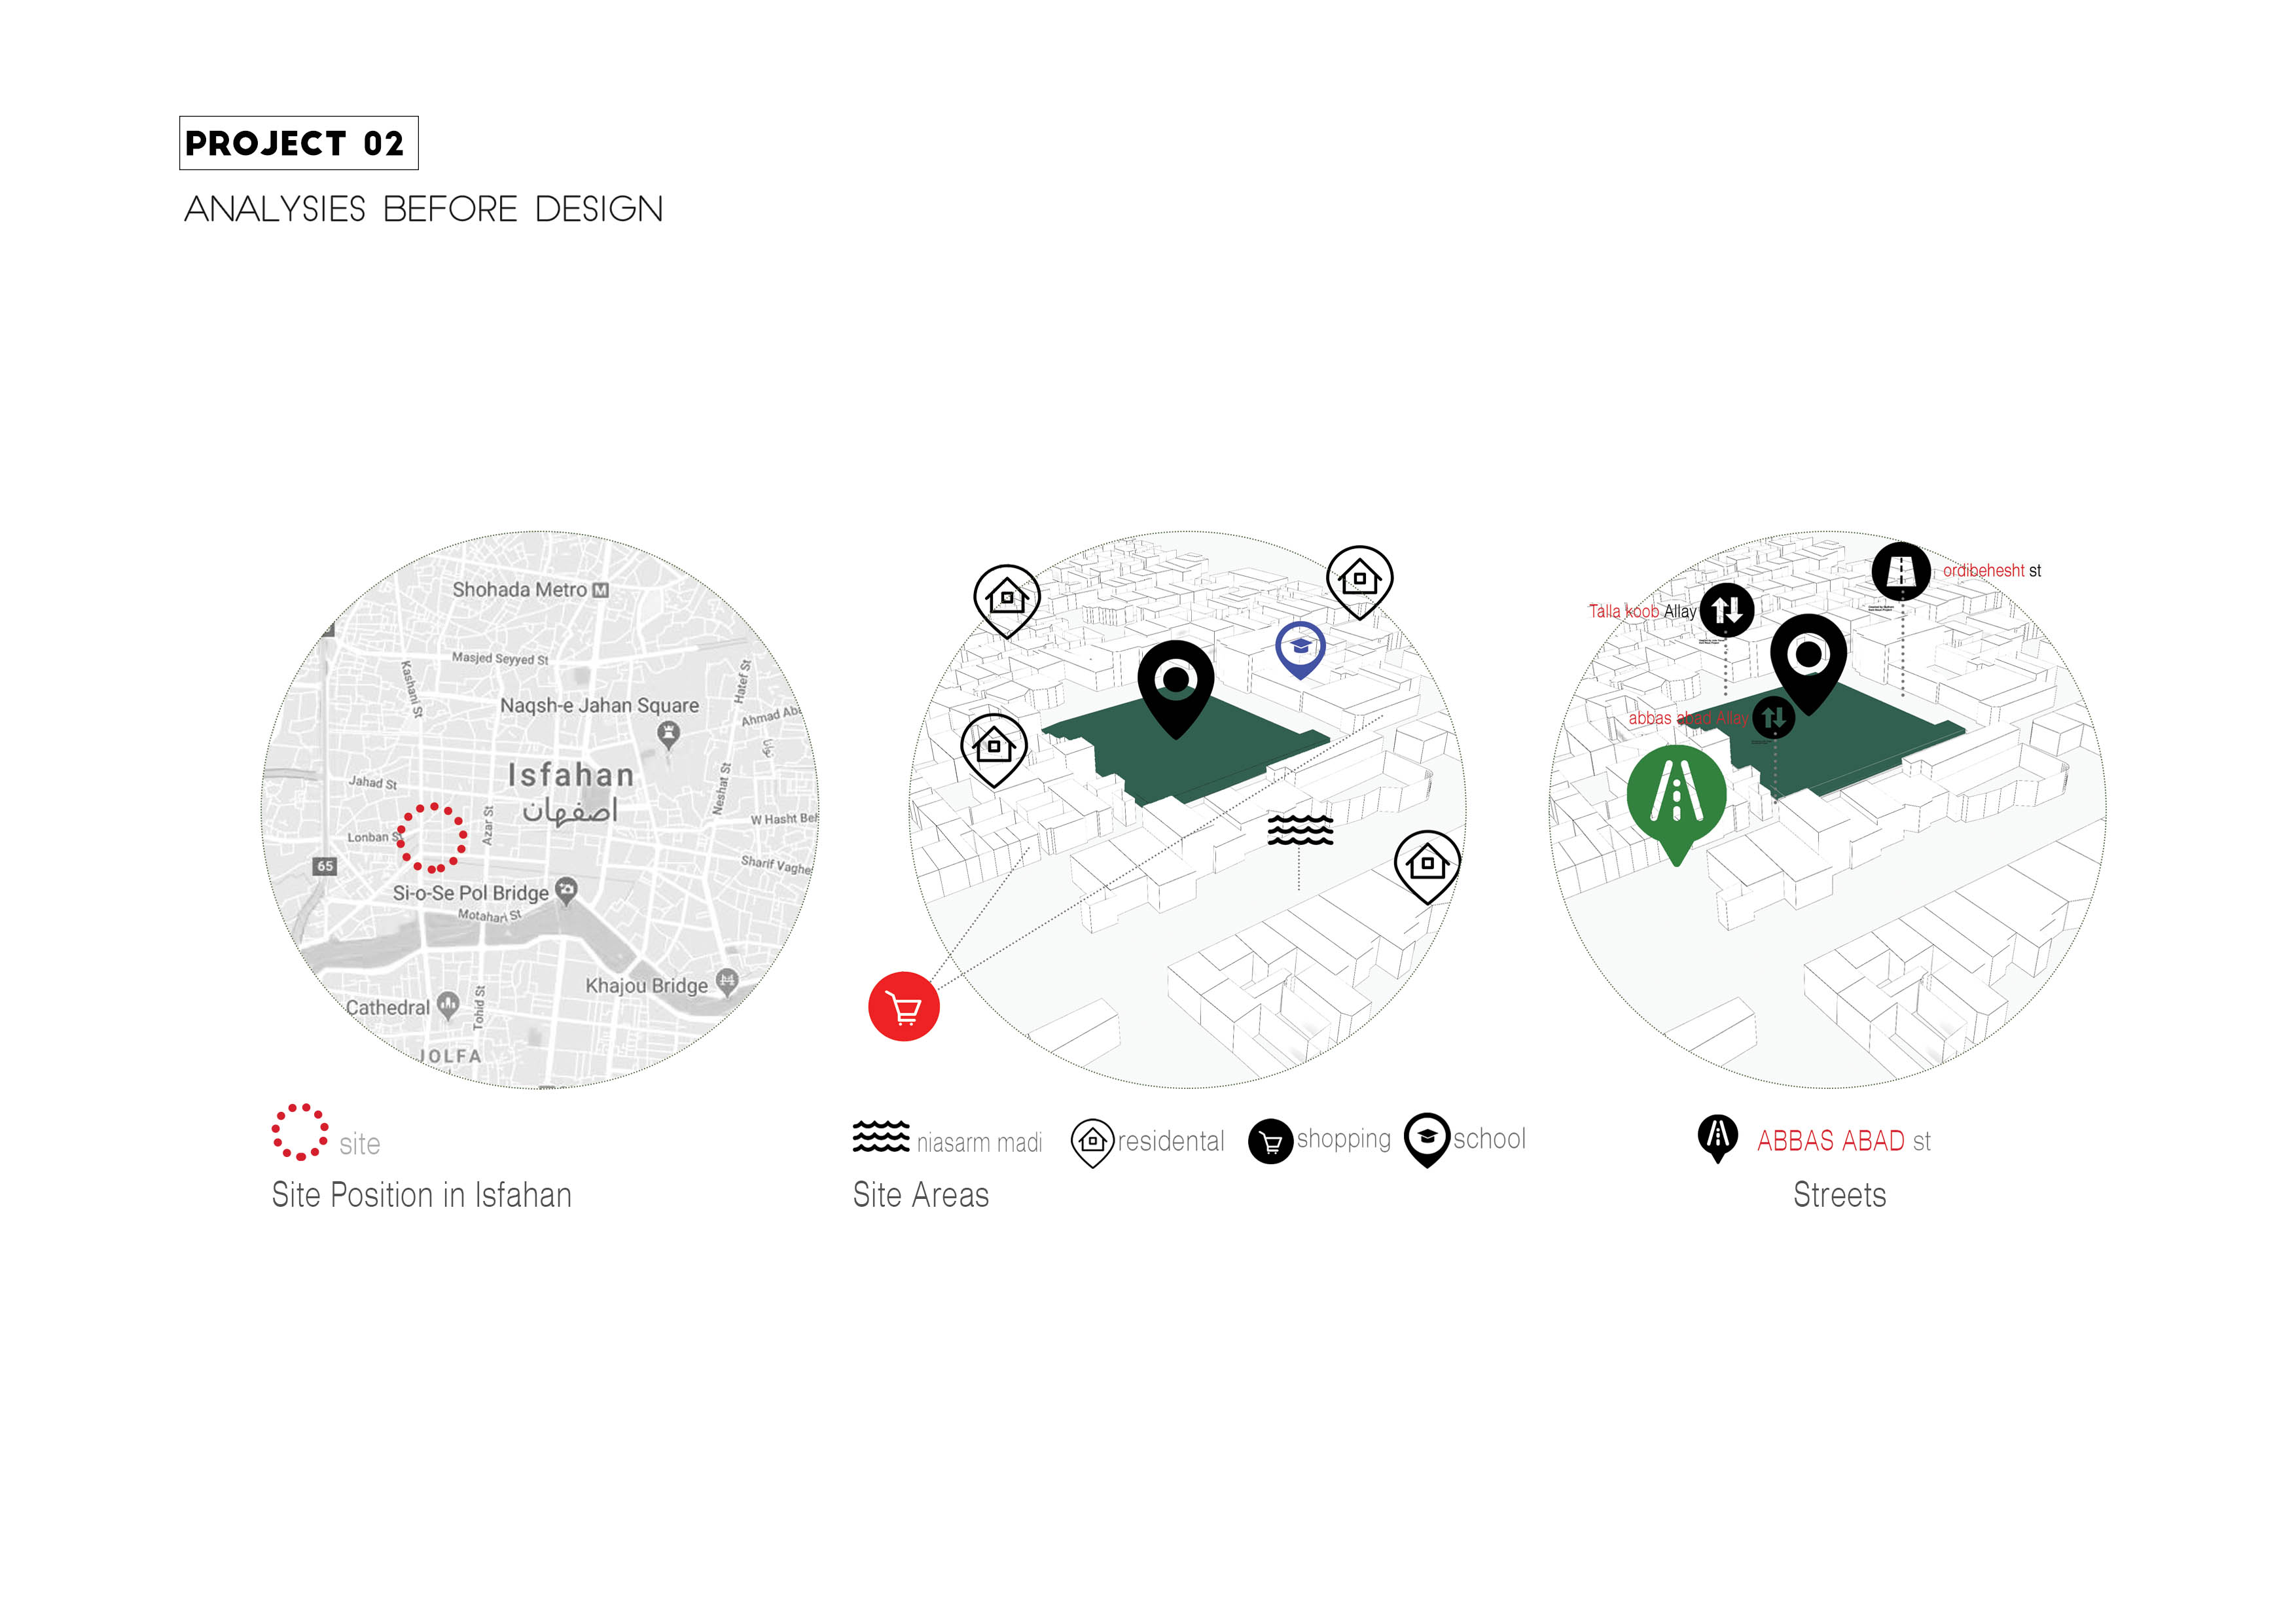 PROJECT 02
ANALYSIES BEFORE DESIGN
Shohada Metro M
Masjed Seyyed St
Kashani St
Hatef St
Naqsh-e Jahan Square
Ahmad Aba
Isfahan
اصفهان
Jahad St
Neshat St
Azar St
Lonban S
W Hasht Beh
65
Sharif Vaghe
Si-o-Se Pol Bridge
Motahari St
Khajou Bridge
Cathedral
Tohid St
JOLFA
site
Site Position in Isfahan
niasarm madi
residental
shopping
school
Site Areas
ordibehesht st
Talla koob Allay
abbas abad Allay
ABBAS ABAD st
Streets